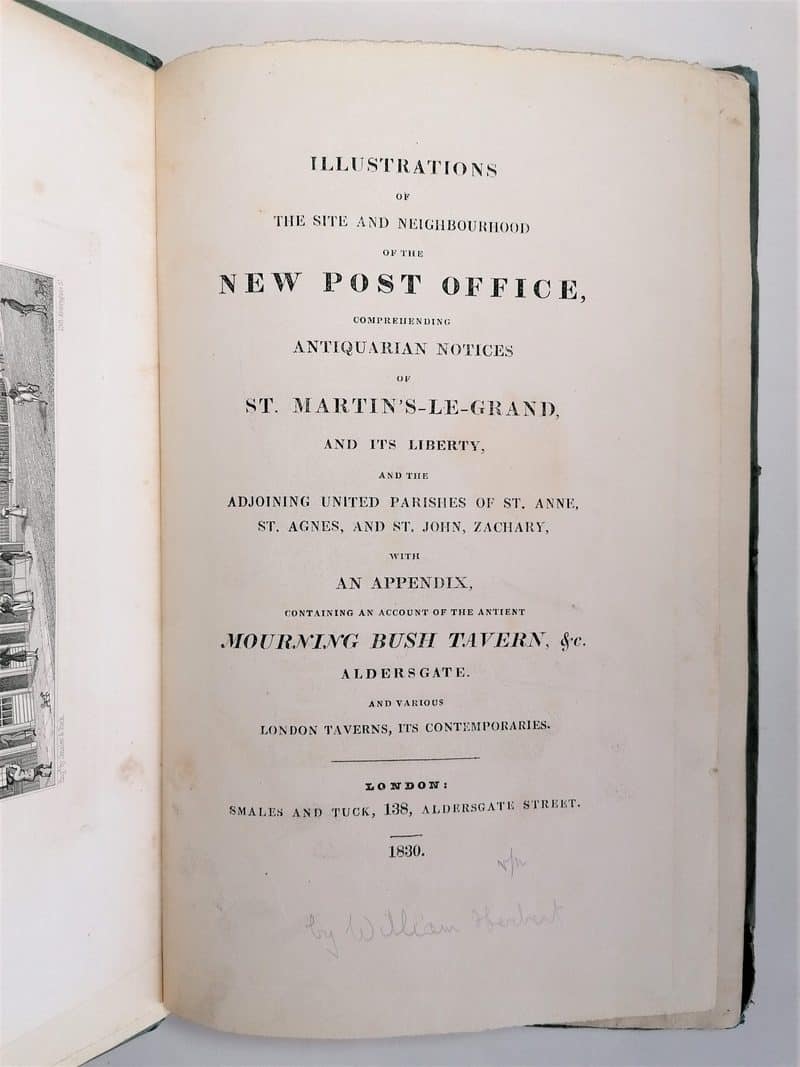 ILLUSTRATIONS
OF
THE SITE AND NEIGHBOURHOOD
OF THE
NEW POST OFFICE,
COMPREHENDING
ANTIQUARIAN NOTICES
OF
ST. MARTIN'S-LE-GRAND,
AND ITS LIBERTY,
AND THE
ADJOINING UNITED PARISHES OF ST. ANNE,
ST. AGNES, AND ST. JOHN, ZACHARY,
WITH
AN APPENDIX,
CONTAINING AN ACCOUNT OF THE ANTIENT
MOURNING BUSH TAVERN, &c.
ALDERSGATE.
AND VARIOUS
LONDON TAVERNS, ITS CONTEMPORARIES.
LONDON:
SMALES AND TUCK, 138, ALDERSGATE STREET.
1830.
by William Herbert